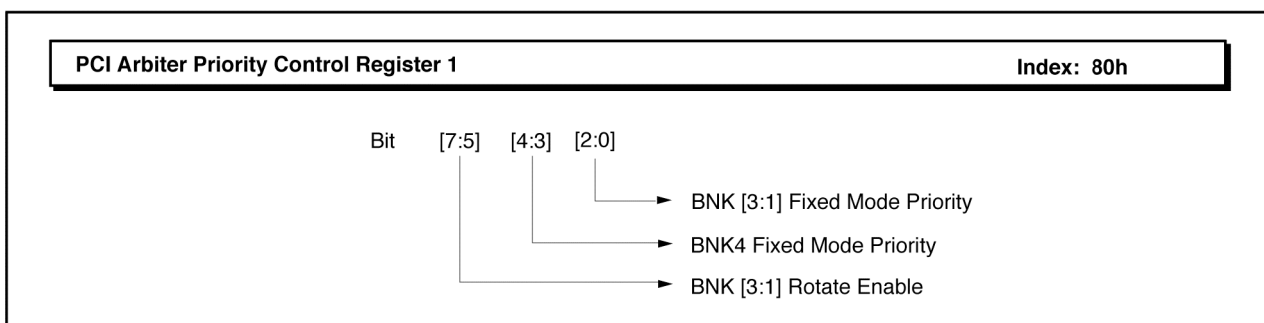 PCI Arbiter Priority Control Register 1 Index: 80h
Bit [7:5] [4:3] [2:0]
BNK [3:1] Fixed Mode Priority
BNK4 Fixed Mode Priority
BNK [3:1] Rotate Enable